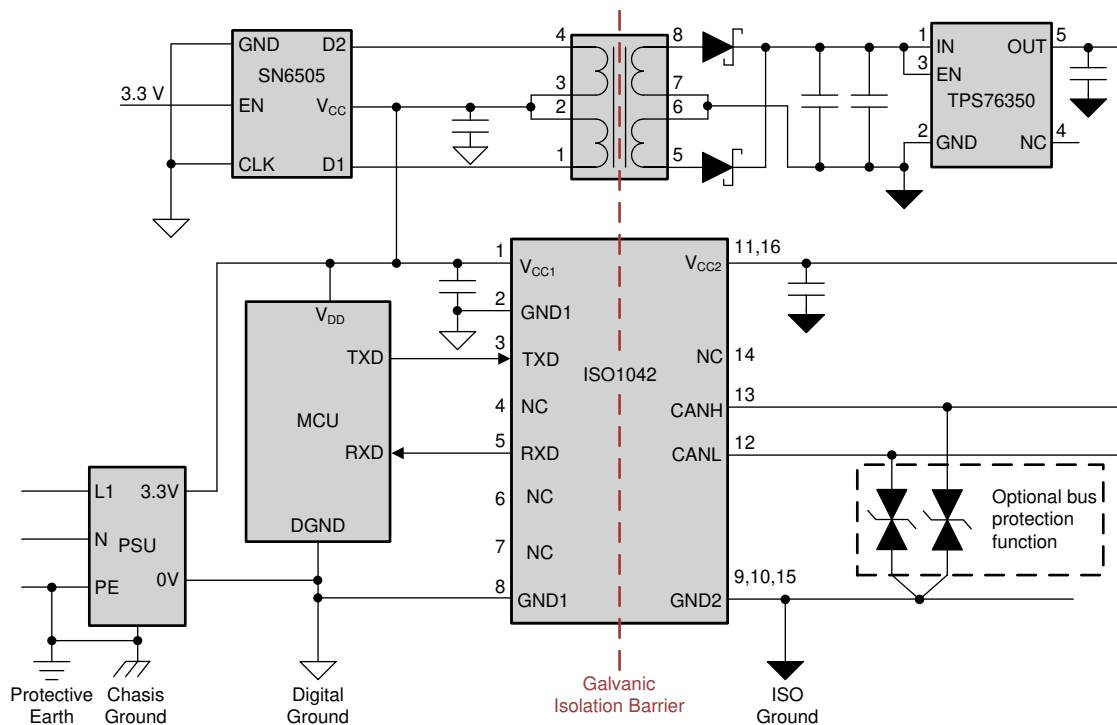 4
8
1
5
GND
D2
IN
OUT
SN6505
3
7
3
EN
3.3 V
EN
VCC
2
6
TPS76350
1
5
2
GND
NC
4
CLK
D1
1
VCC1
VCC2
11,16
2
GND1
VDD
3
TXD
TXD
ISO1042
NC
14
13
4
NC
CANH
MCU
5
RXD
RXD
CANL
12
6
NC
L1
3.3V
Optional bus
protection
function
N
PSU
DGND
7
NC
PE
0V
8
GND1
GND2
9,10,15
Protective
Earth
Chasis
Ground
Digital
Ground
Galvanic
Isolation Barrier
ISO
Ground